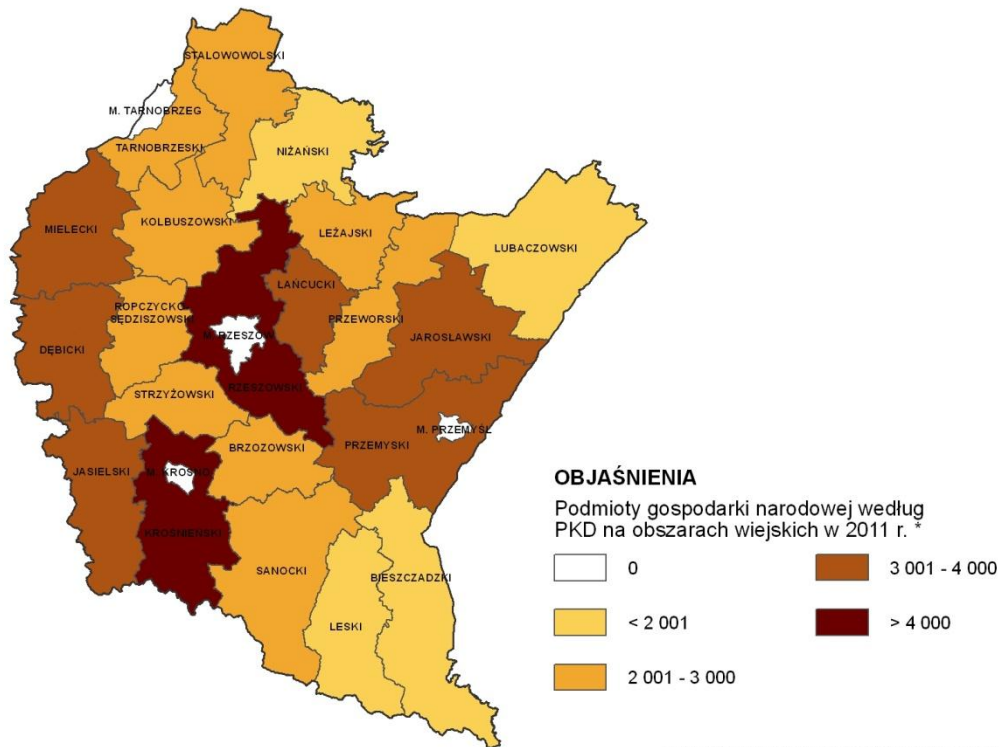 STALOWOWOLSKI
M. TARNOBRZEG
TARNOBRZESKI
NIŻAŃSKI
MIELECKI
KOLBUSZOWSKI
LEŻAJSKI
LUBACZOWSKI
ŁAŃCUCKI
ROPCZYCKO-
SĘDZISZOWSKI
PRZEWORSKI
M. RZESZÓW
JAROSŁAWSKI
DĘBICKI
RZESZOWSKI
STRZYŻOWSKI
M. PRZEMYŚL
BRZOZOWSKI
PRZEMYSKI
JASIELSKI
M. KROSNO
KROŚNIEŃSKI
SANOCKI
BIESZCZADZKI
LESKI
OBJAŚNIENIA
Podmioty gospodarki narodowej według
PKD na obszarach wiejskich w 2011 r. *
0
< 2 001
2 001 - 3 000
3 001 - 4 000
> 4 000